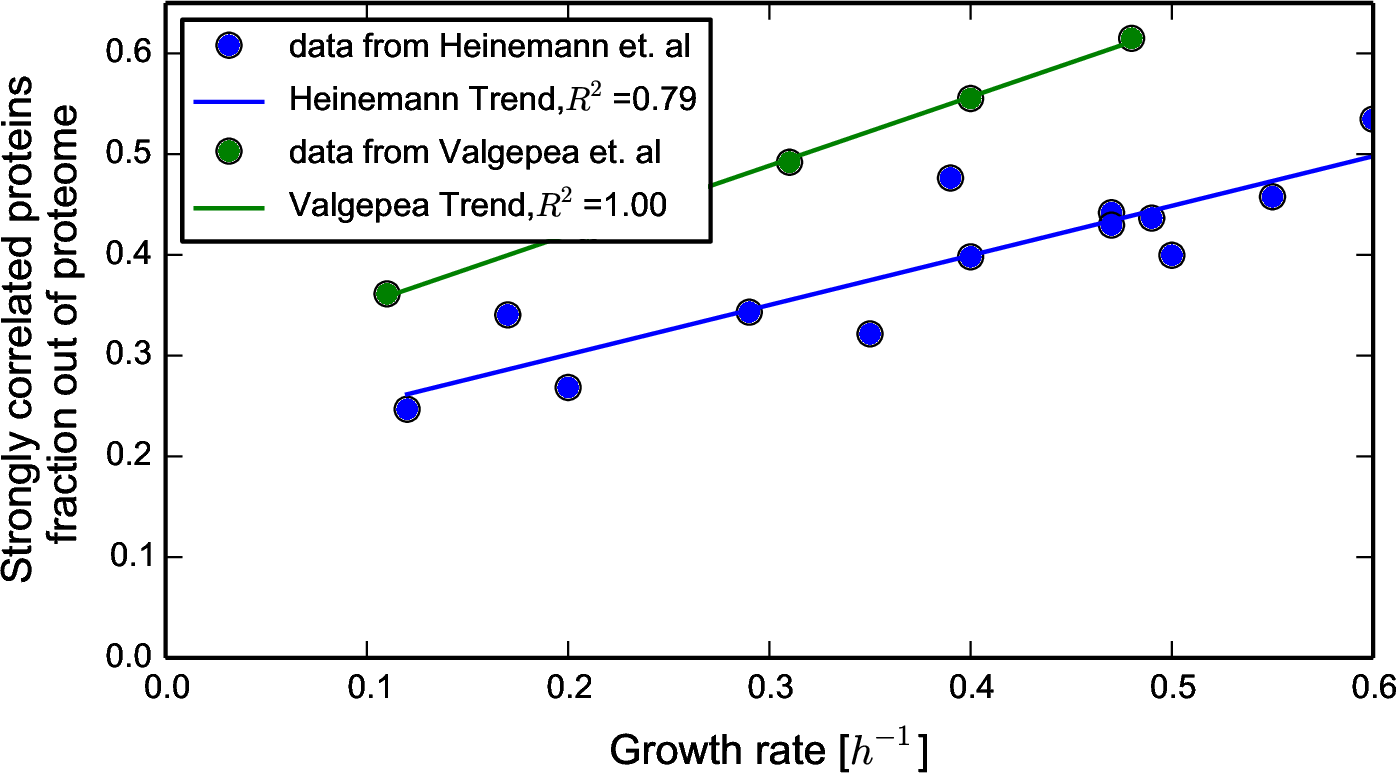 data from Heinemann et. al
Heinemann Trend,R² =0.79
data from Valgepea et. al
Valgepea Trend,R² =1.00
Strongly correlated proteins
fraction out of proteome
0.6
0.5
0.4
0.3
0.2
0.1
0.0
0.0 0.1 0.2 0.3 0.4 0.5 0.6
Growth rate [h⁻¹]